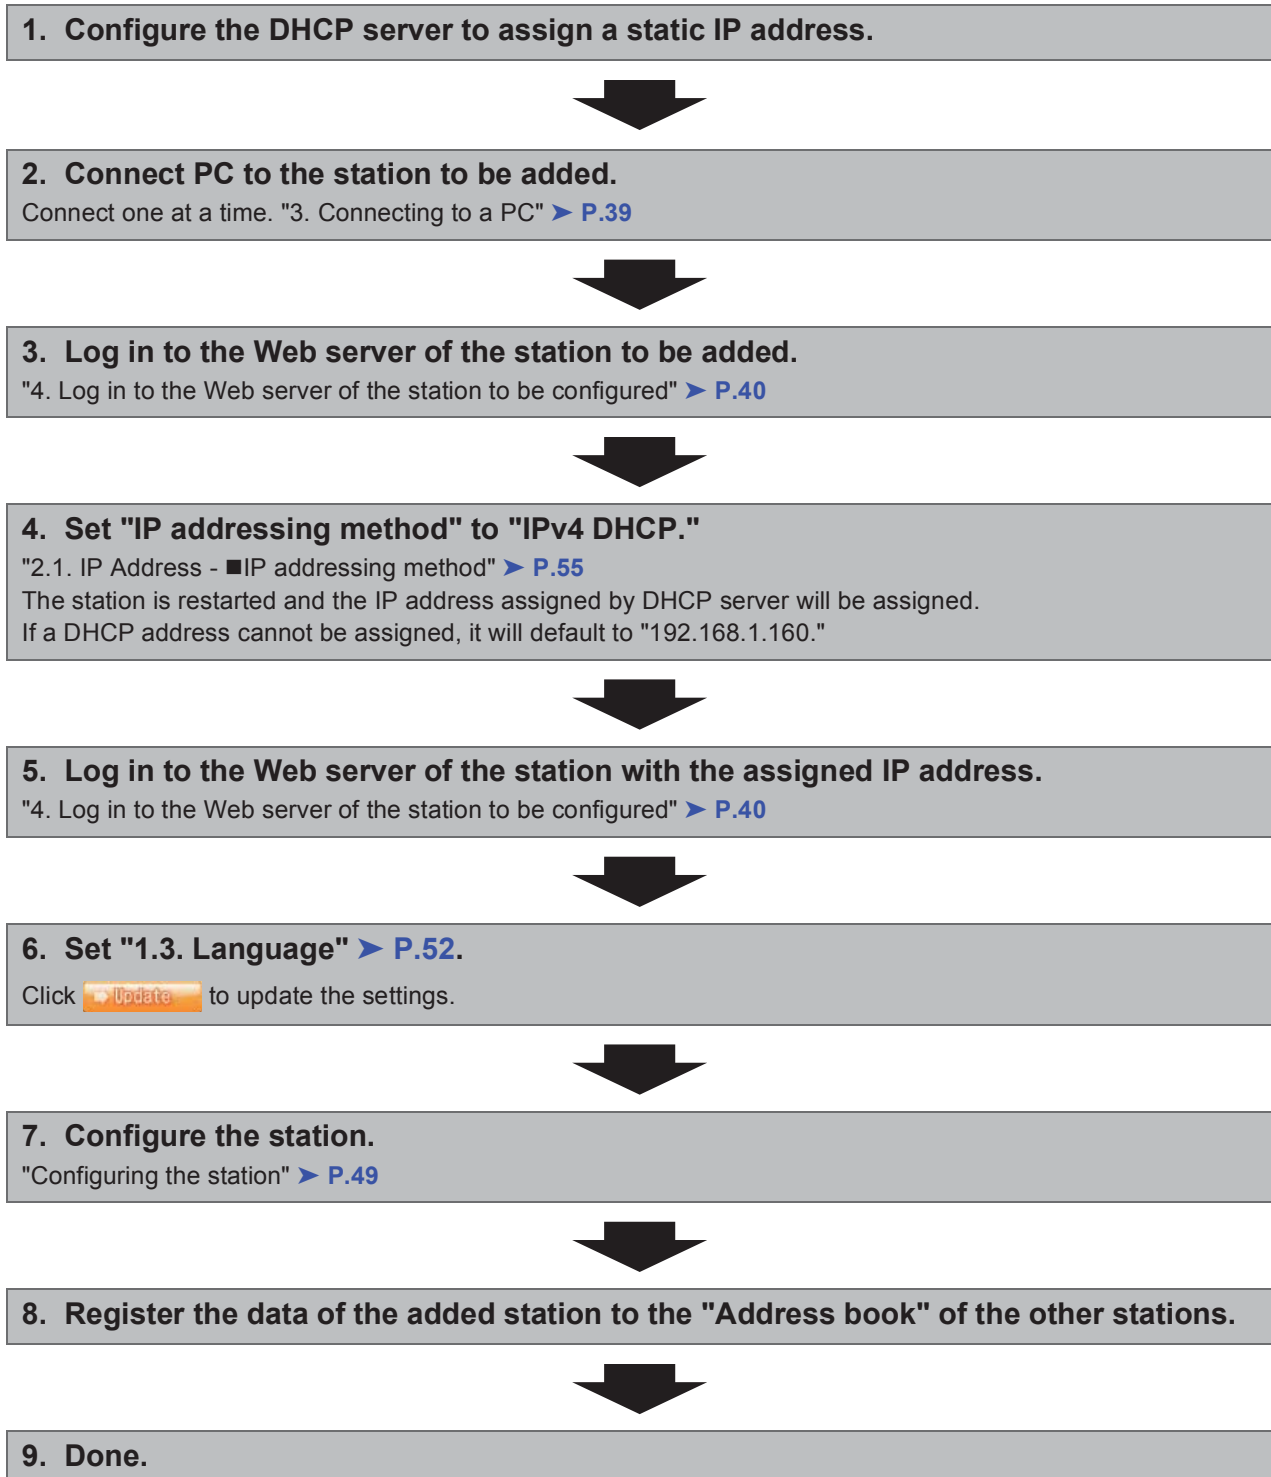 1. Configure the DHCP server to assign a static IP address.
2. Connect PC to the station to be added.
Connect one at a time. "3. Connecting to a PC" ➤ P.39
3. Log in to the Web server of the station to be added.
"4. Log in to the Web server of the station to be configured" ➤ P.40
4. Set "IP addressing method" to "IPv4 DHCP."
"2.1. IP Address - ■IP addressing method" ➤ P.55
The station is restarted and the IP address assigned by DHCP server will be assigned.
If a DHCP address cannot be assigned, it will default to "192.168.1.160."
5. Log in to the Web server of the station with the assigned IP address.
"4. Log in to the Web server of the station to be configured" ➤ P.40
6. Set "1.3. Language" ➤ P.52.
Click Update to update the settings.
7. Configure the station.
"Configuring the station" ➤ P.49
8. Register the data of the added station to the "Address book" of the other stations.
9. Done.